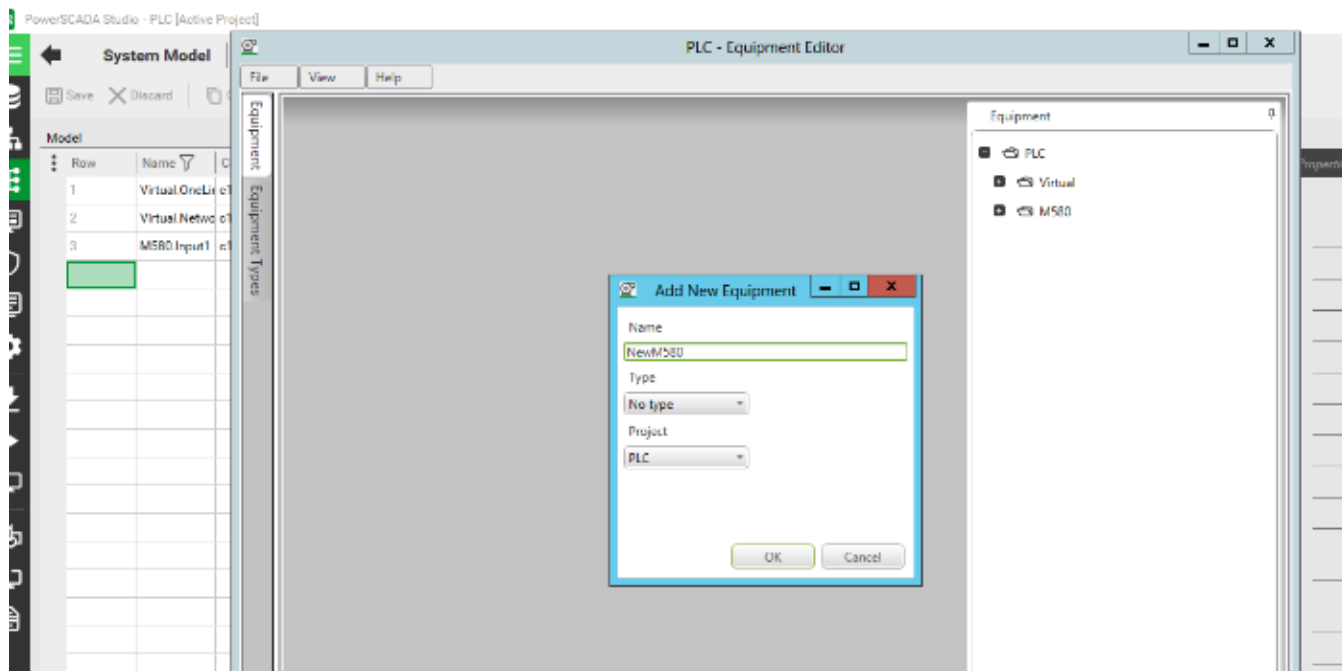 PowerSCADA Studio - PLC [Active Project]
System Model
Save Discard
Model
Row Name
1 Virtual.OneLi
2 Virtual.Netwo
3 M580.Input1
PLC - Equipment Editor
File View Help
Equipment
Equipment Types
Equipment
PLC
Virtual
M580
Add New Equipment
Name
NewM580
Type
No type
Project
PLC
OK Cancel